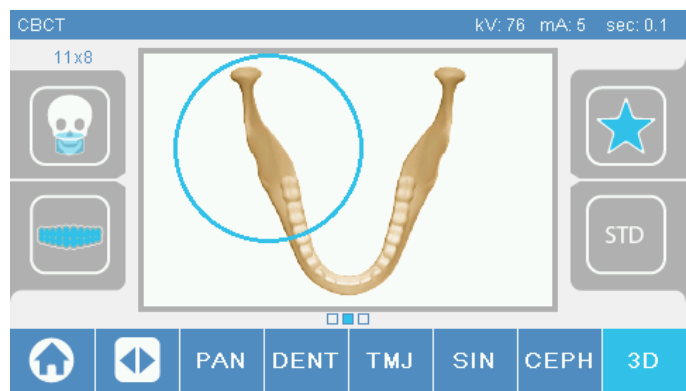 CBCT kV: 76 mA: 5 sec: 0.1
11x8
STD
PAN DENT TMJ SIN CEPH 3D